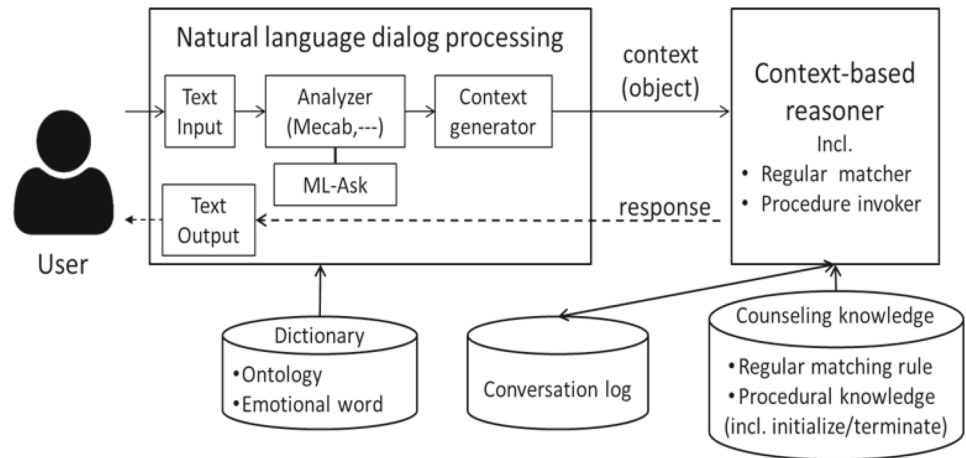 Natural language dialog processing
Text
Input
Analyzer
(Mecab,---)
Context
generator
ML-Ask
Text
Output
User
context
(object)
response
Context-based
reasoner
Incl.
• Regular matcher
• Procedure invoker
Dictionary
•Ontology
•Emotional word
Conversation log
Counseling knowledge
•Regular matching rule
•Procedural knowledge
(incl. initialize/terminate)